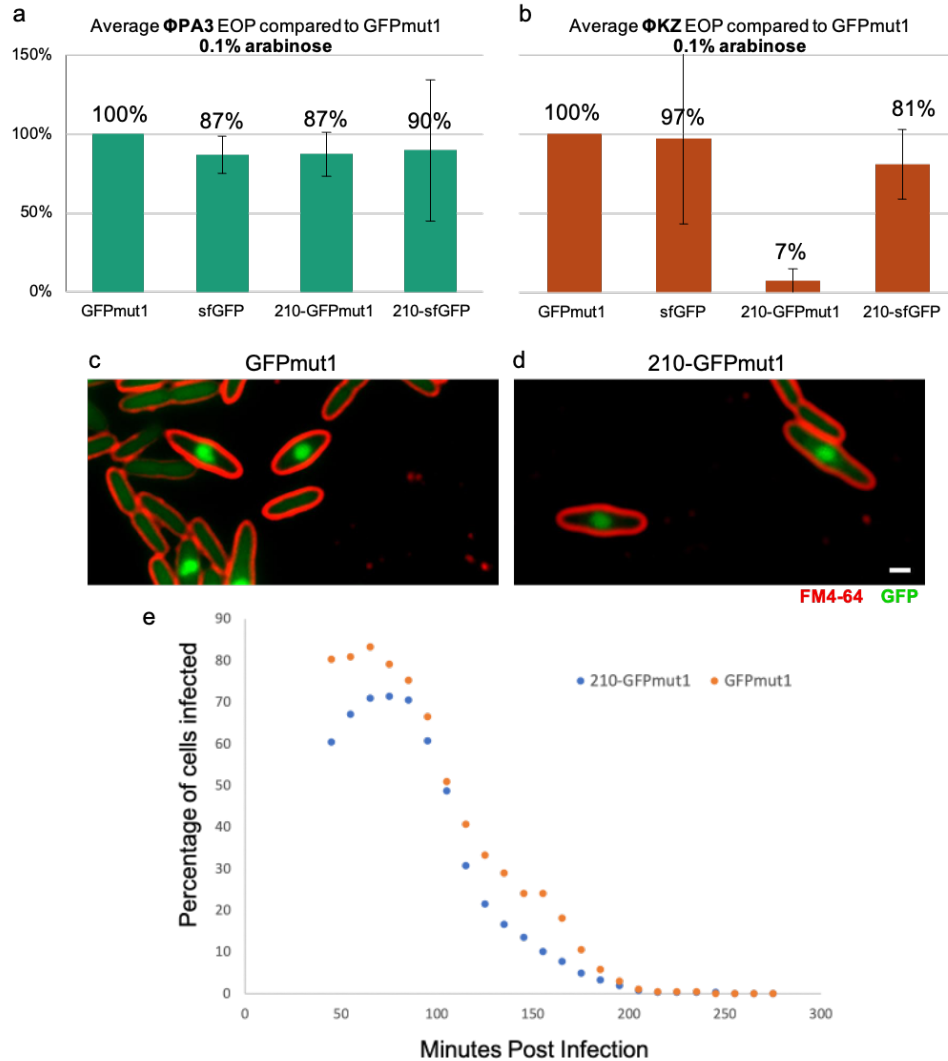 a
Average ΦPA3 EOP compared to GFPmut1
0.1% arabinose
150%
100%
50%
0%
100%
87%
87%
90%
GFPmut1
sfGFP
210-GFPmut1
210-sfGFP
b
Average ΦKZ EOP compared to GFPmut1
0.1% arabinose
100%
97%
7%
81%
GFPmut1
sfGFP
210-GFPmut1
210-sfGFP
c
GFPmut1
d
210-GFPmut1
FM4-64 GFP
e
Percentage of cells infected
90
80
70
60
50
40
30
20
10
0
210-GFPmut1 GFPmut1
0
50
100
150
200
250
300
Minutes Post Infection